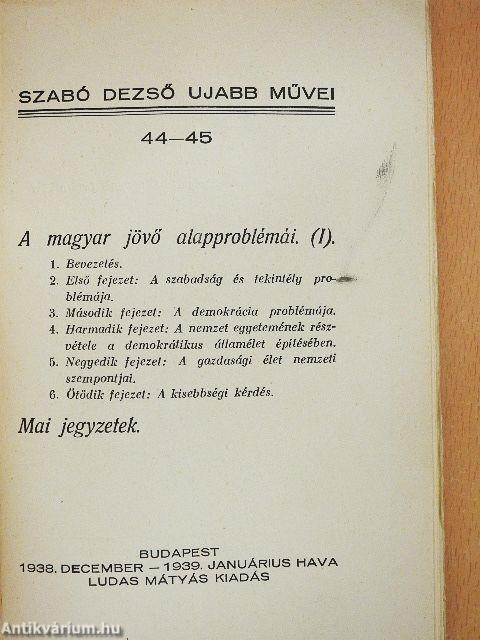 SZABÓ DEZSŐ UJABB MŰVEI
44—45
A magyar jövő alapproblémái. (I).
1. Bevezetés.
2. Első fejezet: A szabadság és tekintély pro-
blémája.
3. Második fejezet: A demokrácia problémája.
4. Harmadik fejezet: A nemzet egyetemének rész-
vétele a demokrátikus államélet építésében.
5. Negyedik fejezet: A gazdasági élet nemzeti
szempontjai.
6. Ötödik fejezet: A kisebbségi kérdés.
Mai jegyzetek.
BUDAPEST
1938. DECEMBER — 1939. JANUÁRIUS HAVA
LUDAS MÁTYÁS KIADÁS
Antikvárium.hu